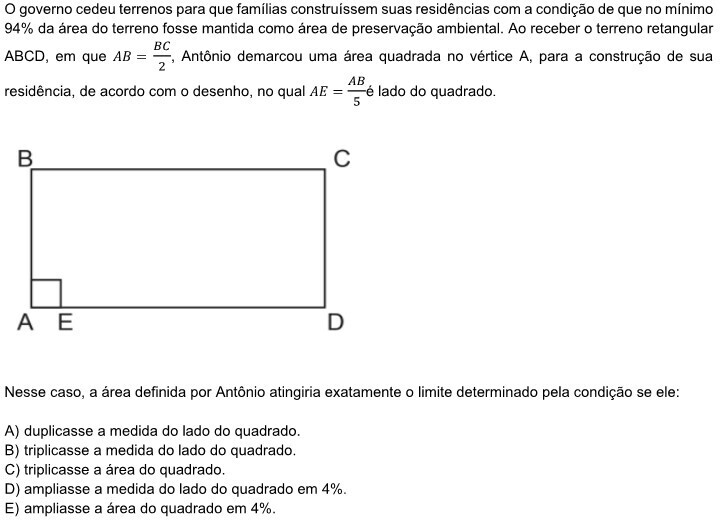 O governo cedeu terrenos para que famílias construíssem suas residências com a condição de que no mínimo
94% da área do terreno fosse mantida como área de preservação ambiental. Ao receber o terreno retangular
ABCD, em que AB = BC/2, Antônio demarcou uma área quadrada no vértice A, para a construção de sua
residência, de acordo com o desenho, no qual AE = AB/5 é lado do quadrado.
B C
A E D
Nesse caso, a área definida por Antônio atingiria exatamente o limite determinado pela condição se ele:
A) duplicasse a medida do lado do quadrado.
B) triplicasse a medida do lado do quadrado.
C) triplicasse a área do quadrado.
D) ampliasse a medida do lado do quadrado em 4%.
E) ampliasse a área do quadrado em 4%.